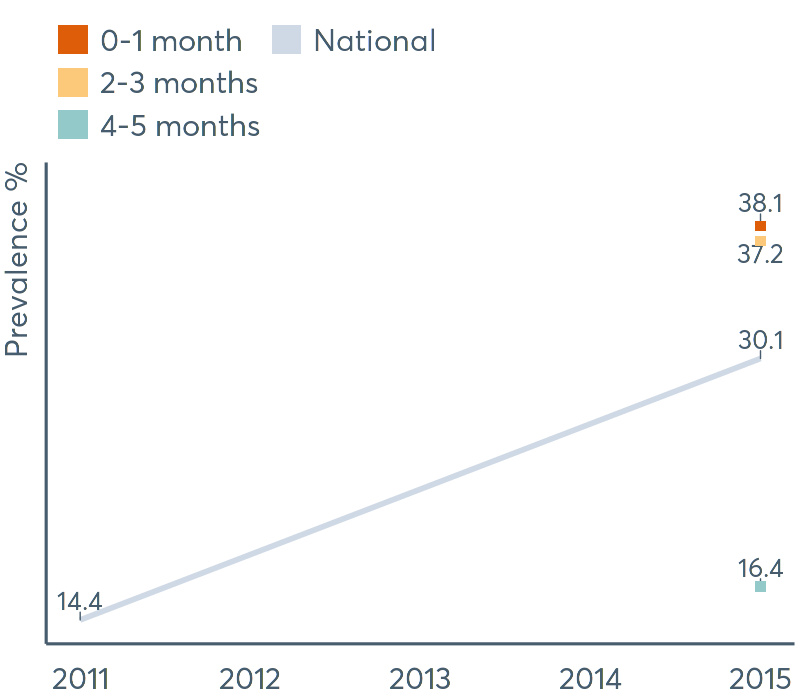 0-1 month National
2-3 months
4-5 months
Prevalence %
38.1
37.2
30.1
16.4
14.4
2011 2012 2013 2014 2015